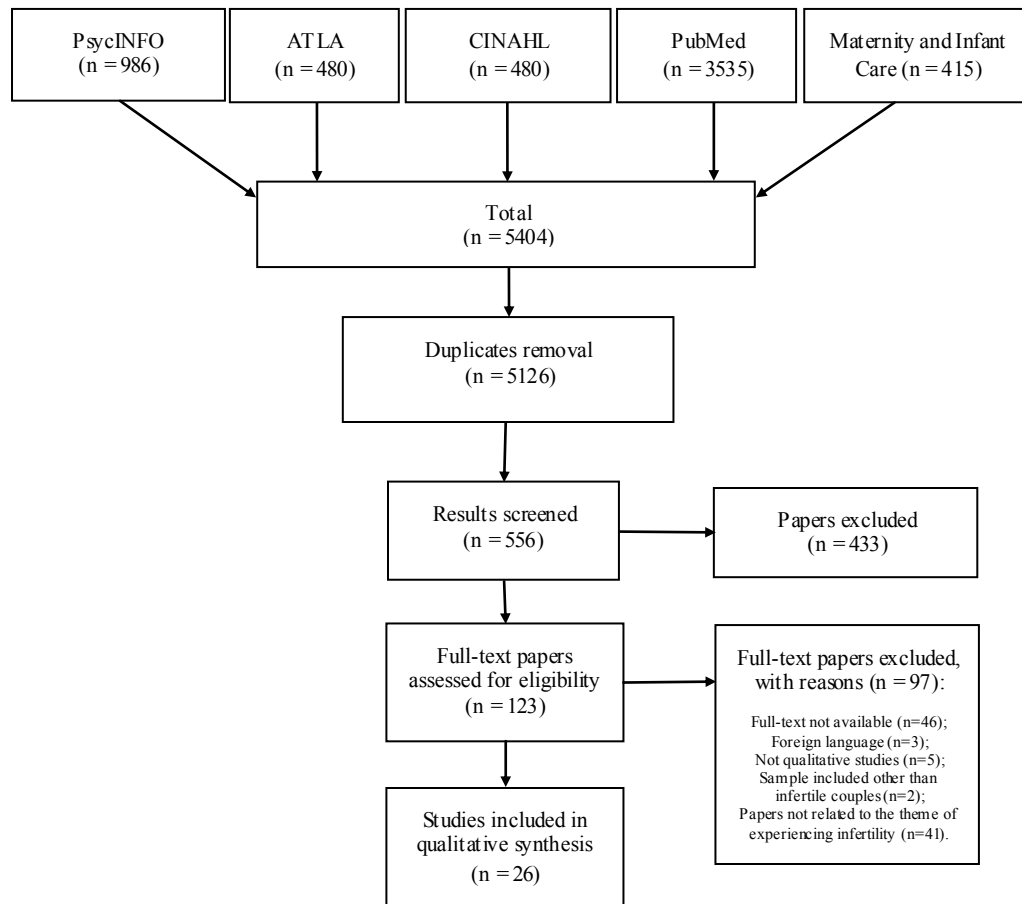 PsycINFO
(n = 986)
ATLA
(n = 480)
CINAHL
(n = 480)
PubMed
(n = 3535)
Maternity and Infant
Care (n = 415)
Total
(n = 5404)
Duplicates removal
(n = 5126)
Results screened
(n = 556)
Papers excluded
(n = 433)
Full-text papers
assessed for eligibility
(n = 123)
Full-text papers excluded,
with reasons (n = 97):
Full-text not available (n=46);
Foreign language (n=3);
Not qualitative studies (n=5);
Sample included other than
infertile couples (n=2);
Papers not related to the theme of
experiencing infertility (n=41).
Studies included in
qualitative synthesis
(n = 26)